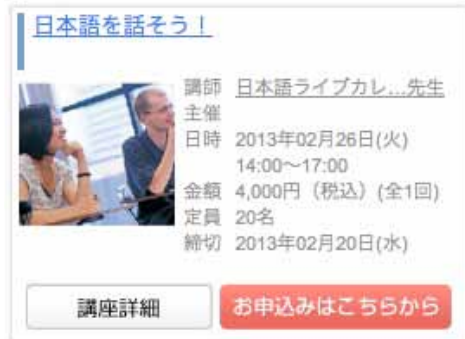 日本語を話そう！
講師 日本語ライブカレ...先生
主催
日時 2013年02月26日(火)
14:00～17:00
金額 4,000円（税込）(全1回)
定員 20名
締切 2013年02月20日(水)
講座詳細
お申込みはこちらから